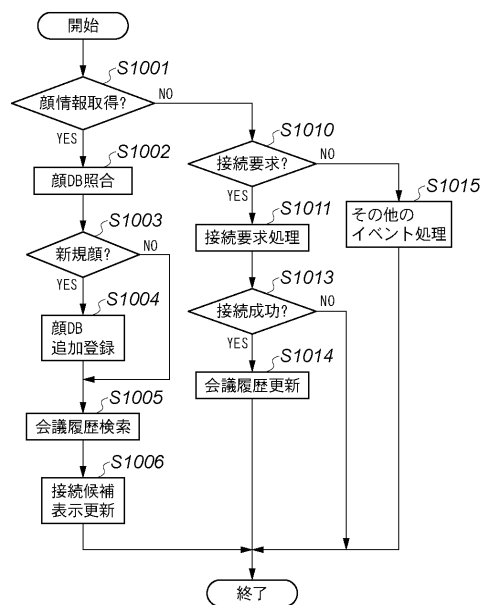 開始
S1001
顔情報取得?
NO
YES
S1002
顔DB照合
S1003
新規顔?
NO
YES
S1004
顔DB
追加登録
S1005
会議履歴検索
S1006
接続候補
表示更新
S1010
接続要求?
NO
YES
S1011
接続要求処理
S1013
接続成功?
NO
YES
S1014
会議履歴更新
S1015
その他の
イベント処理
終了